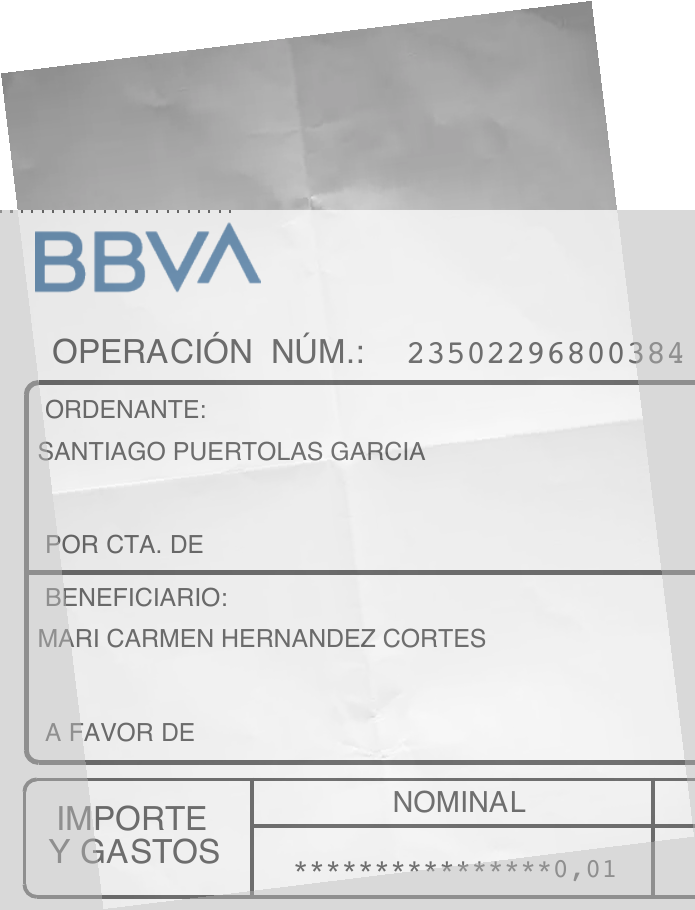 BBVA
OPERACIÓN NÚM.: 23502296800384
ORDENANTE:
SANTIAGO PUERTOLAS GARCIA
POR CTA. DE
BENEFICIARIO:
MARI CARMEN HERNANDEZ CORTES
A FAVOR DE
IMPORTE
Y GASTOS
NOMINAL
****************0,01